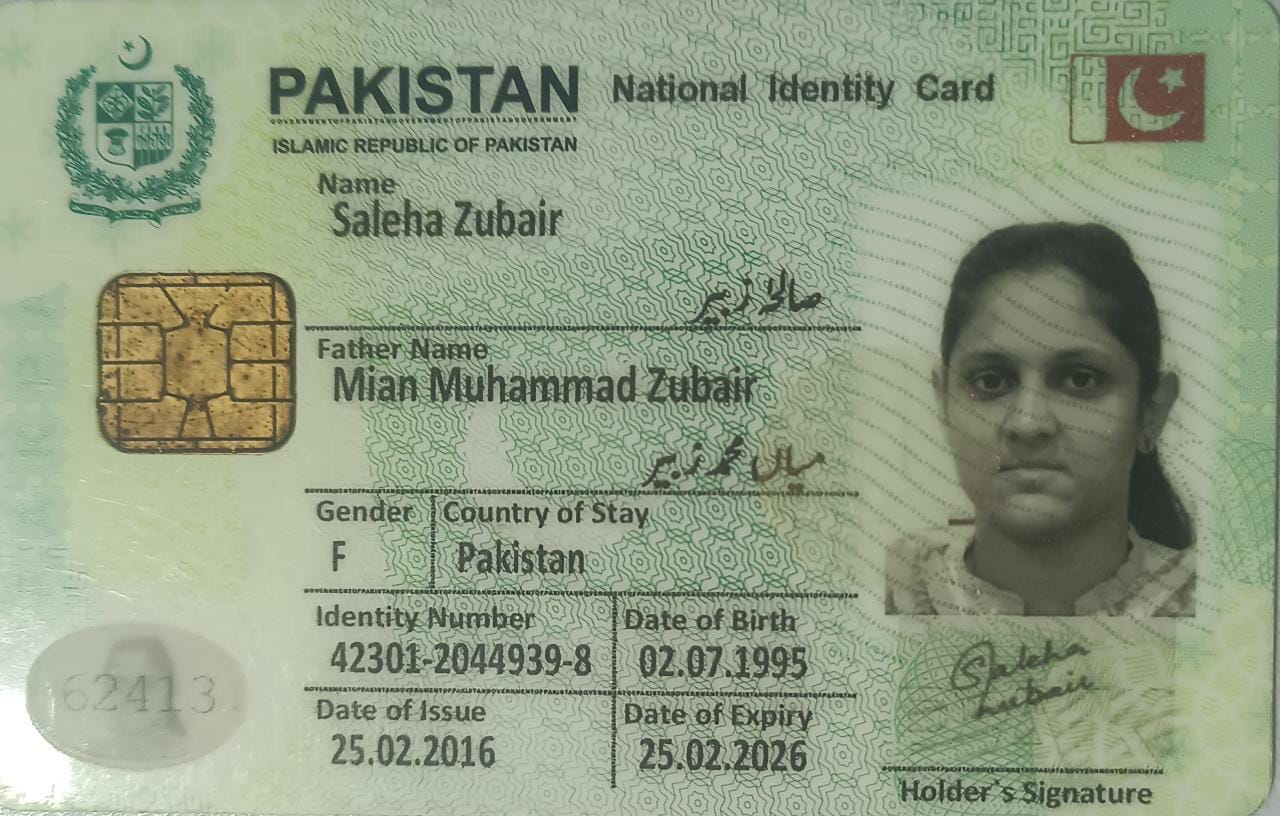 PAKISTAN National Identity Card
ISLAMIC REPUBLIC OF PAKISTAN
Name
Saleha Zubair
صالحہ زبیر
Father Name
Mian Muhammad Zubair
میاں محمد زبیر
Gender Country of Stay
F Pakistan
Identity Number Date of Birth
42301-2044939-8 02.07.1995
62413
Date of Issue Date of Expiry
25.02.2016 25.02.2026
Saleha
Zubair
Holder's Signature